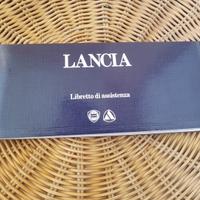 LANCIA
Libretto di assistenza